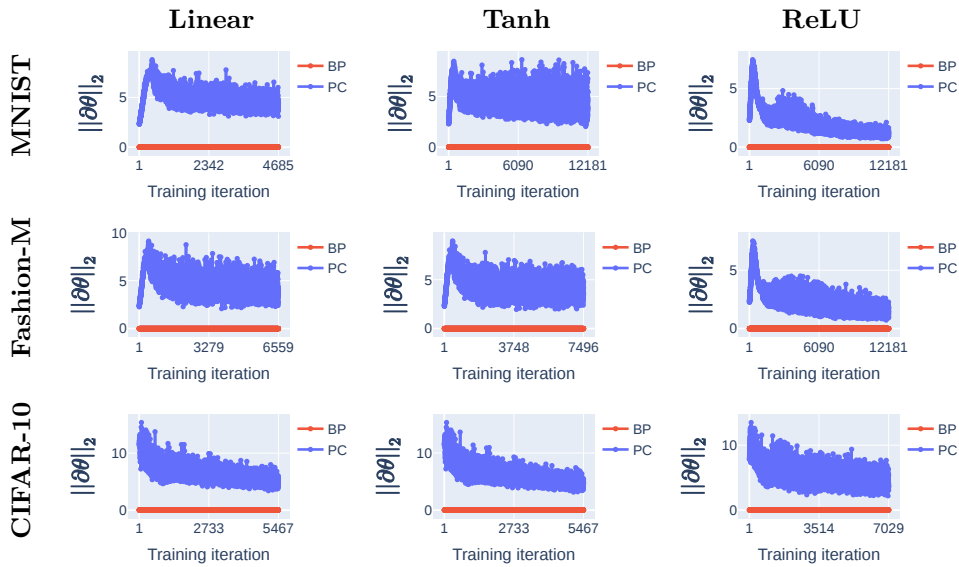 Linear Tanh ReLU
MNIST
||∂θ||₂
5
0
1 2342 4685
Training iteration
BP
PC
||∂θ||₂
5
0
1 6090 12181
Training iteration
BP
PC
||∂θ||₂
5
0
1 6090 12181
Training iteration
BP
PC
Fashion-M
||∂θ||₂
10
5
0
1 3279 6559
Training iteration
BP
PC
||∂θ||₂
10
5
0
1 3748 7496
Training iteration
BP
PC
||∂θ||₂
5
0
1 6090 12181
Training iteration
BP
PC
CIFAR-10
||∂θ||₂
10
0
1 2733 5467
Training iteration
BP
PC
||∂θ||₂
10
0
1 2733 5467
Training iteration
BP
PC
||∂θ||₂
10
0
1 3514 7029
Training iteration
BP
PC